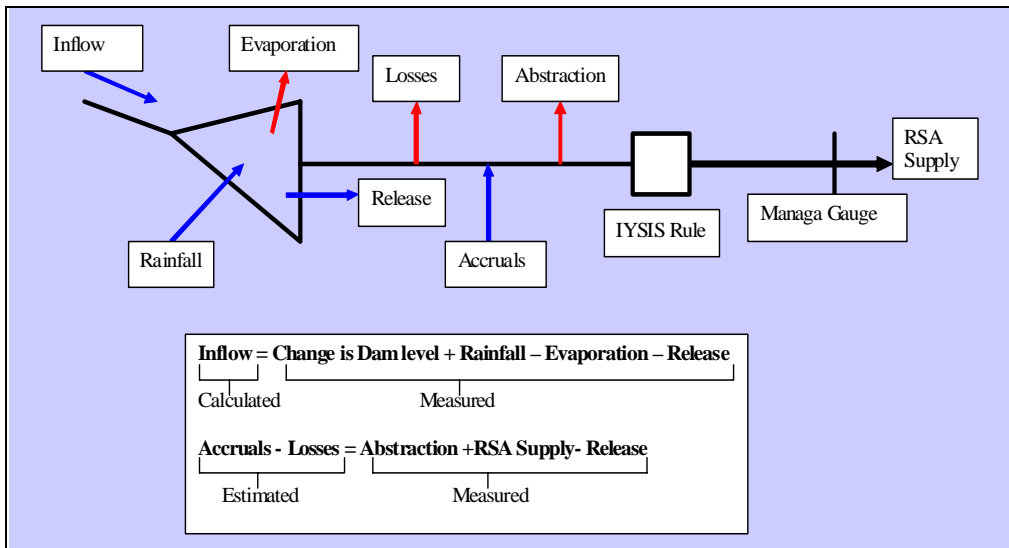 Inflow
Evaporation
Losses
Abstraction
RSA
Supply
Release
IYSIS Rule
Managa Gauge
Rainfall
Accruals
Inflow = Change is Dam level + Rainfall – Evaporation – Release
Calculated Measured
Accruals - Losses = Abstraction +RSA Supply- Release
Estimated Measured